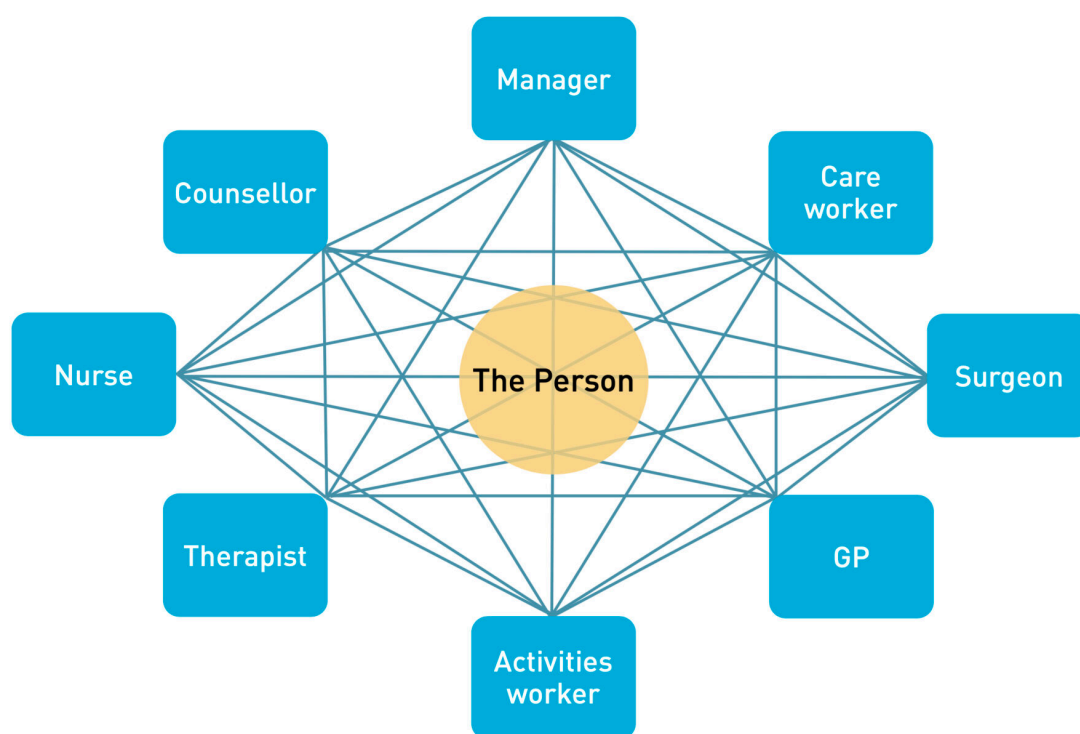 Manager
Counsellor
Care
worker
Nurse
The Person
Surgeon
Therapist
GP
Activities
worker